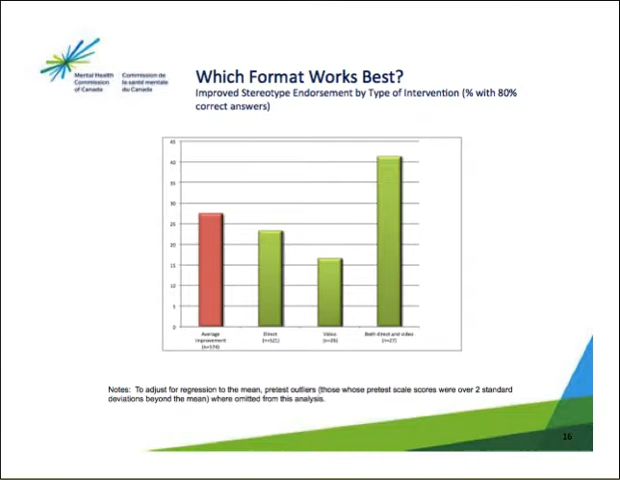 Mental Health
Commission
of Canada
Commission de
la santé mentale
du Canada
Which Format Works Best?
Improved Stereotype Endorsement by Type of Intervention (% with 80%
correct answers)
45
40
35
30
25
20
15
10
5
0
Average
improvement
Direct
Video
Both direct and video
(n=27)
Notes: To adjust for regression to the mean, pretest outliers (those whose pretest scale scores were over 2 standard
deviations beyond the mean) where omitted from this analysis.
16